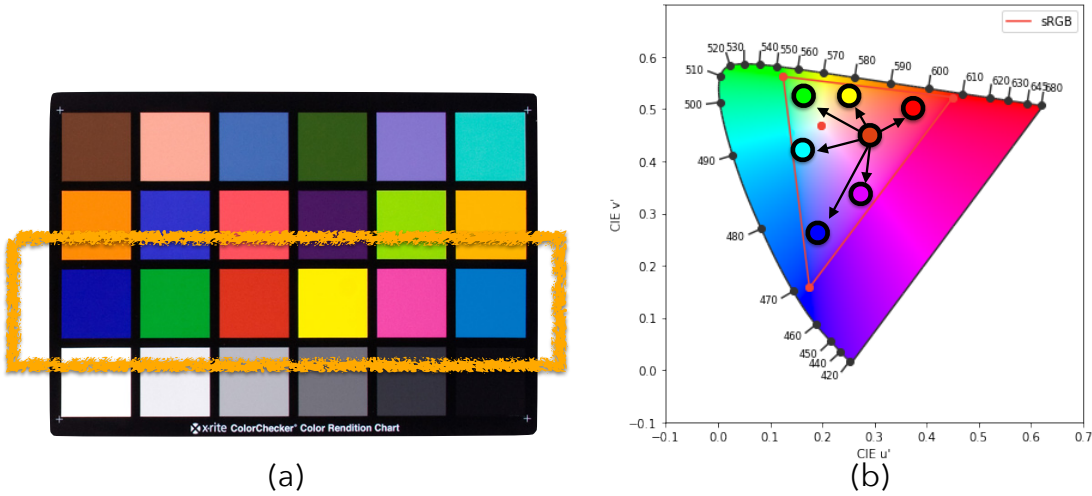 x-rite ColorChecker® Color Rendition Chart
(a)
sRGB
520 530 540 550 560 570 580 590 600 610 620 630 645 680
510
500
490
480
470
460
450
440
420
0.6
0.5
0.4
0.3
0.2
0.1
0.0
−0.1
−0.1 0.0 0.1 0.2 0.3 0.4 0.5 0.6 0.7
CIE v'
CIE u'
(b)